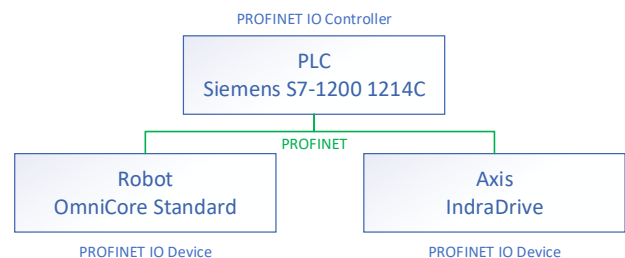 PROFINET IO Controller
PLC
Siemens S7-1200 1214C
PROFINET
Robot
OmniCore Standard
Axis
IndraDrive
PROFINET IO Device
PROFINET IO Device